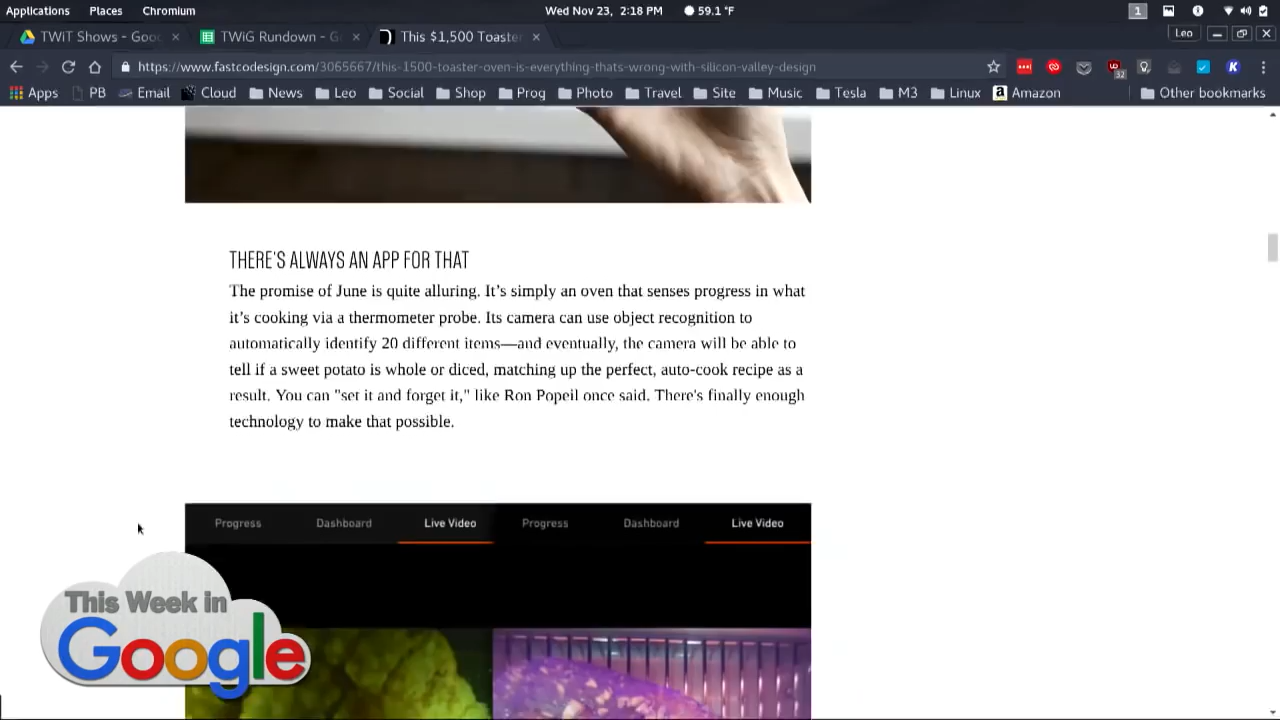 Applications Places Chromium Wed Nov 23, 2:18 PM 59.1 °F 1
TWiT Shows - Goo TWiG Rundown - G This $1,500 Toaste Leo
https://www.fastcodesign.com/3065667/this-1500-toaster-oven-is-everything-thats-wrong-with-silicon-valley-design 32
Apps PB Email Cloud News Leo Social Shop Prog Photo Travel Site Music Tesla M3 Linux Amazon Other bookmarks
THERE'S ALWAYS AN APP FOR THAT
The promise of June is quite alluring. It's simply an oven that senses progress in what
it's cooking via a thermometer probe. Its camera can use object recognition to
automatically identify 20 different items—and eventually, the camera will be able to
tell if a sweet potato is whole or diced, matching up the perfect, auto-cook recipe as a
result. You can "set it and forget it," like Ron Popeil once said. There's finally enough
technology to make that possible.
Progress Dashboard Live Video Progress Dashboard Live Video
This Week in
Google